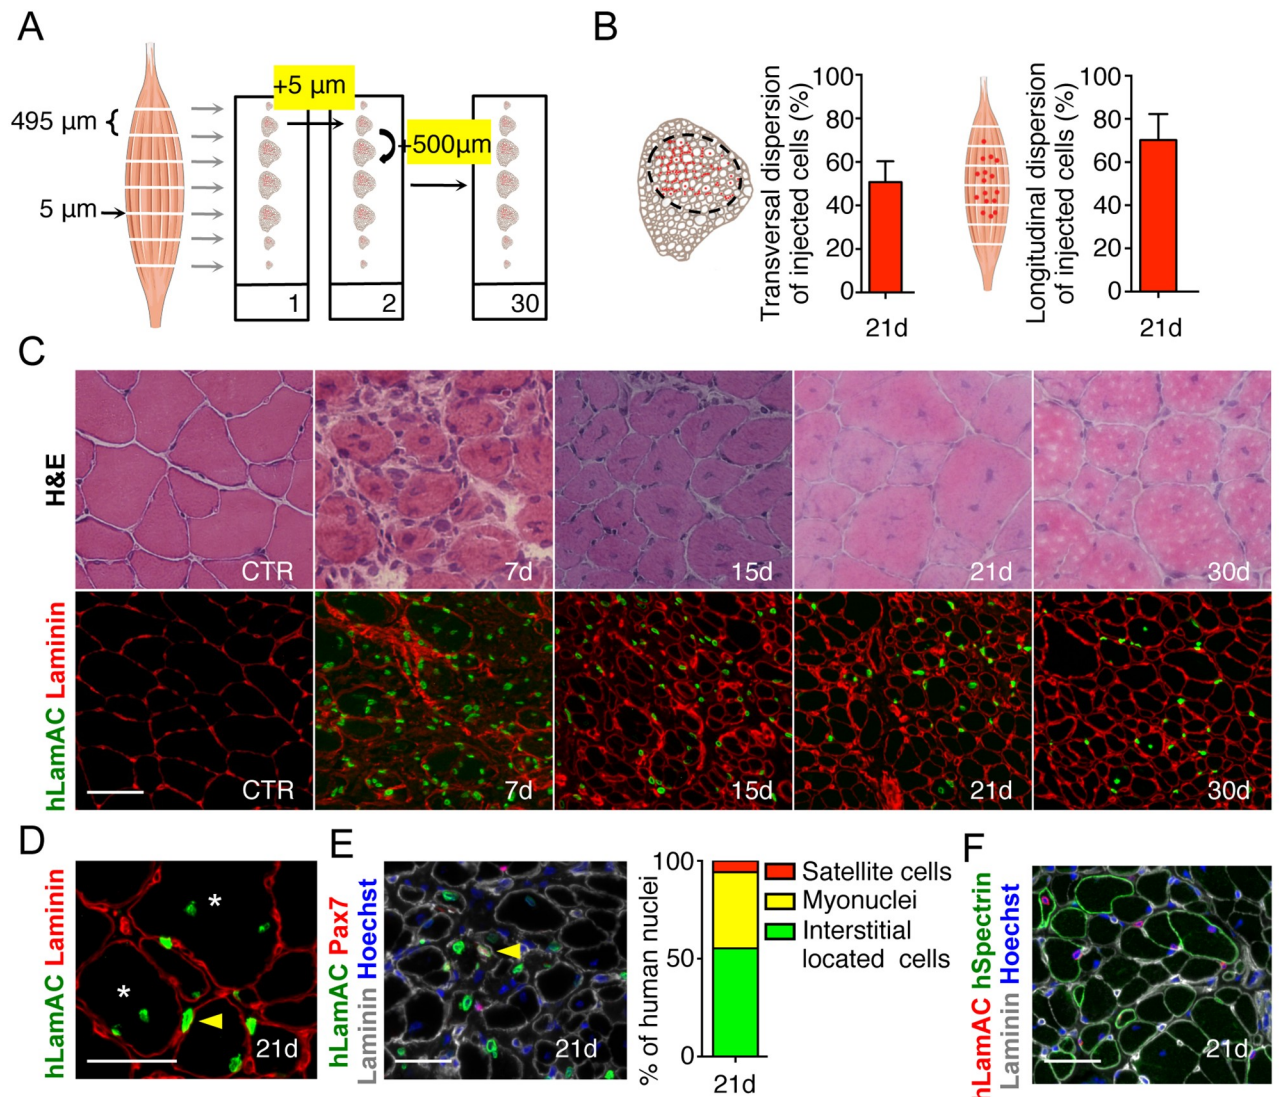 A
B
+5 µm
495 µm
+500µm
5 µm
1
2
30
Transversal dispersion
of injected cells (%)
100
80
60
40
20
0
21d
Longitudinal dispersion
of injected cells (%)
100
80
60
40
20
0
21d
C
H&E
CTR
7d
15d
21d
30d
hLamAC Laminin
CTR
7d
15d
21d
30d
D
hLamAC Laminin
*
*
21d
E
hLamAC Pax7
Laminin Hoechst
21d
% of human nuclei
100
50
0
21d
Satellite cells
Myonuclei
Interstitial
located cells
F
hLamAC hSpectrin
Laminin Hoechst
21d